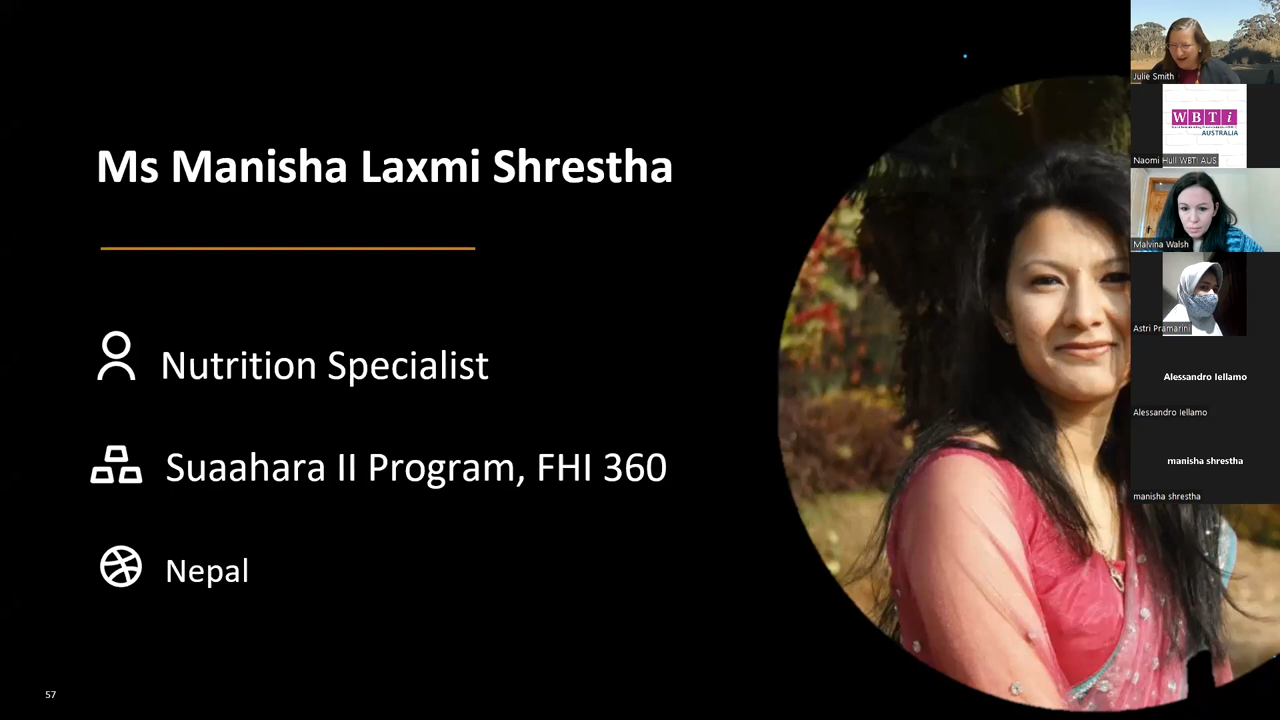 Ms Manisha Laxmi Shrestha
Nutrition Specialist
Suaahara II Program, FHI 360
Nepal
57
Julie Smith
WBTi
AUSTRALIA
Naomi Hull WBTI AUS
Malvina Walsh
Astri Pramarini
Alessandro Iellamo
Alessandro Iellamo
manisha shrestha
manisha shrestha